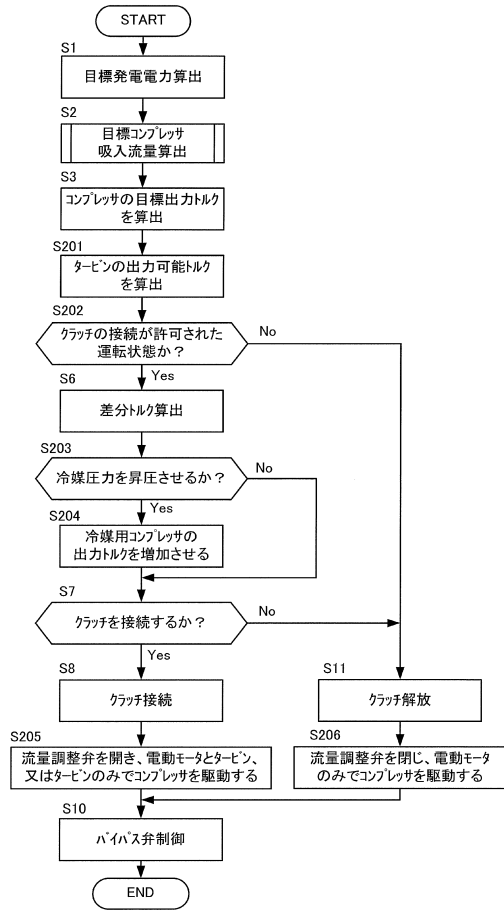 START
S1
目標発電電力算出
S2
目標コンプレッサ
吸入流量算出
S3
コンプレッサの目標出力トルク
を算出
S201
タービンの出力可能トルク
を算出
S202
クラッチの接続が許可された
運転状態か？
No
Yes
S6
差分トルク算出
S203
冷媒圧力を昇圧させるか？
No
Yes
S204
冷媒用コンプレッサの
出力トルクを増加させる
S7
クラッチを接続するか？
No
Yes
S8
クラッチ接続
S11
クラッチ解放
S205
流量調整弁を開き、電動モータとタービン、
又はタービンのみでコンプレッサを駆動する
S206
流量調整弁を閉じ、電動モータ
のみでコンプレッサを駆動する
S10
バイパス弁制御
END